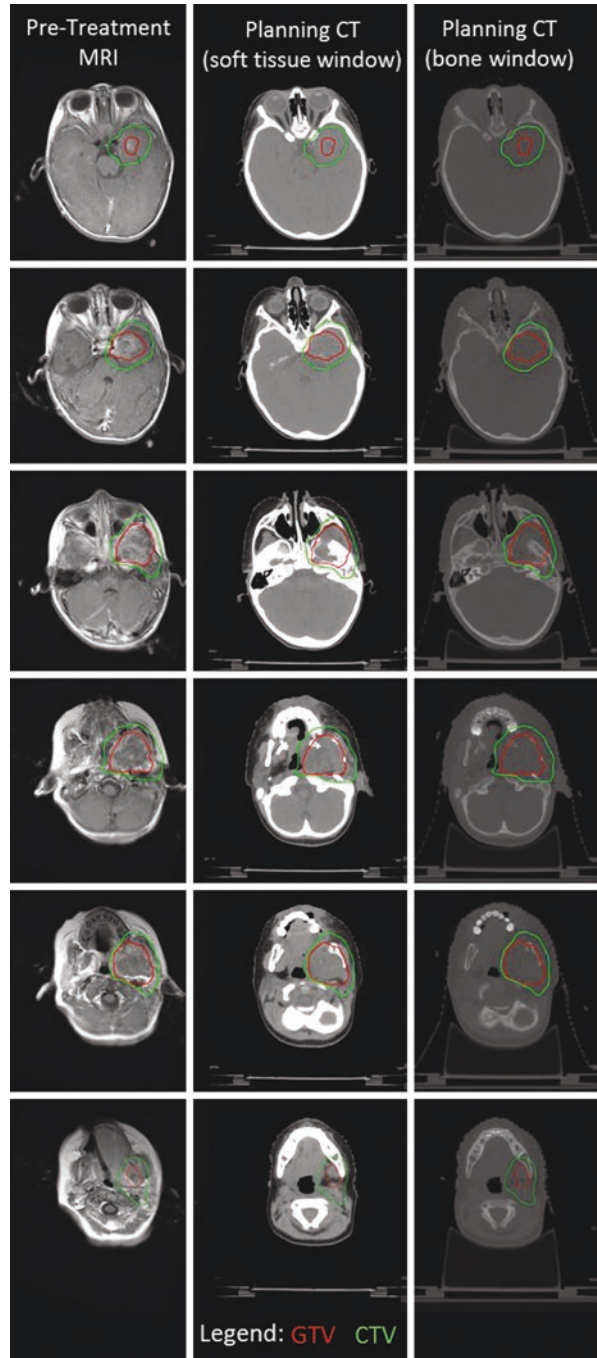 Pre-Treatment
MRI
Planning CT
(soft tissue window)
Planning CT
(bone window)
Legend: GTV CTV